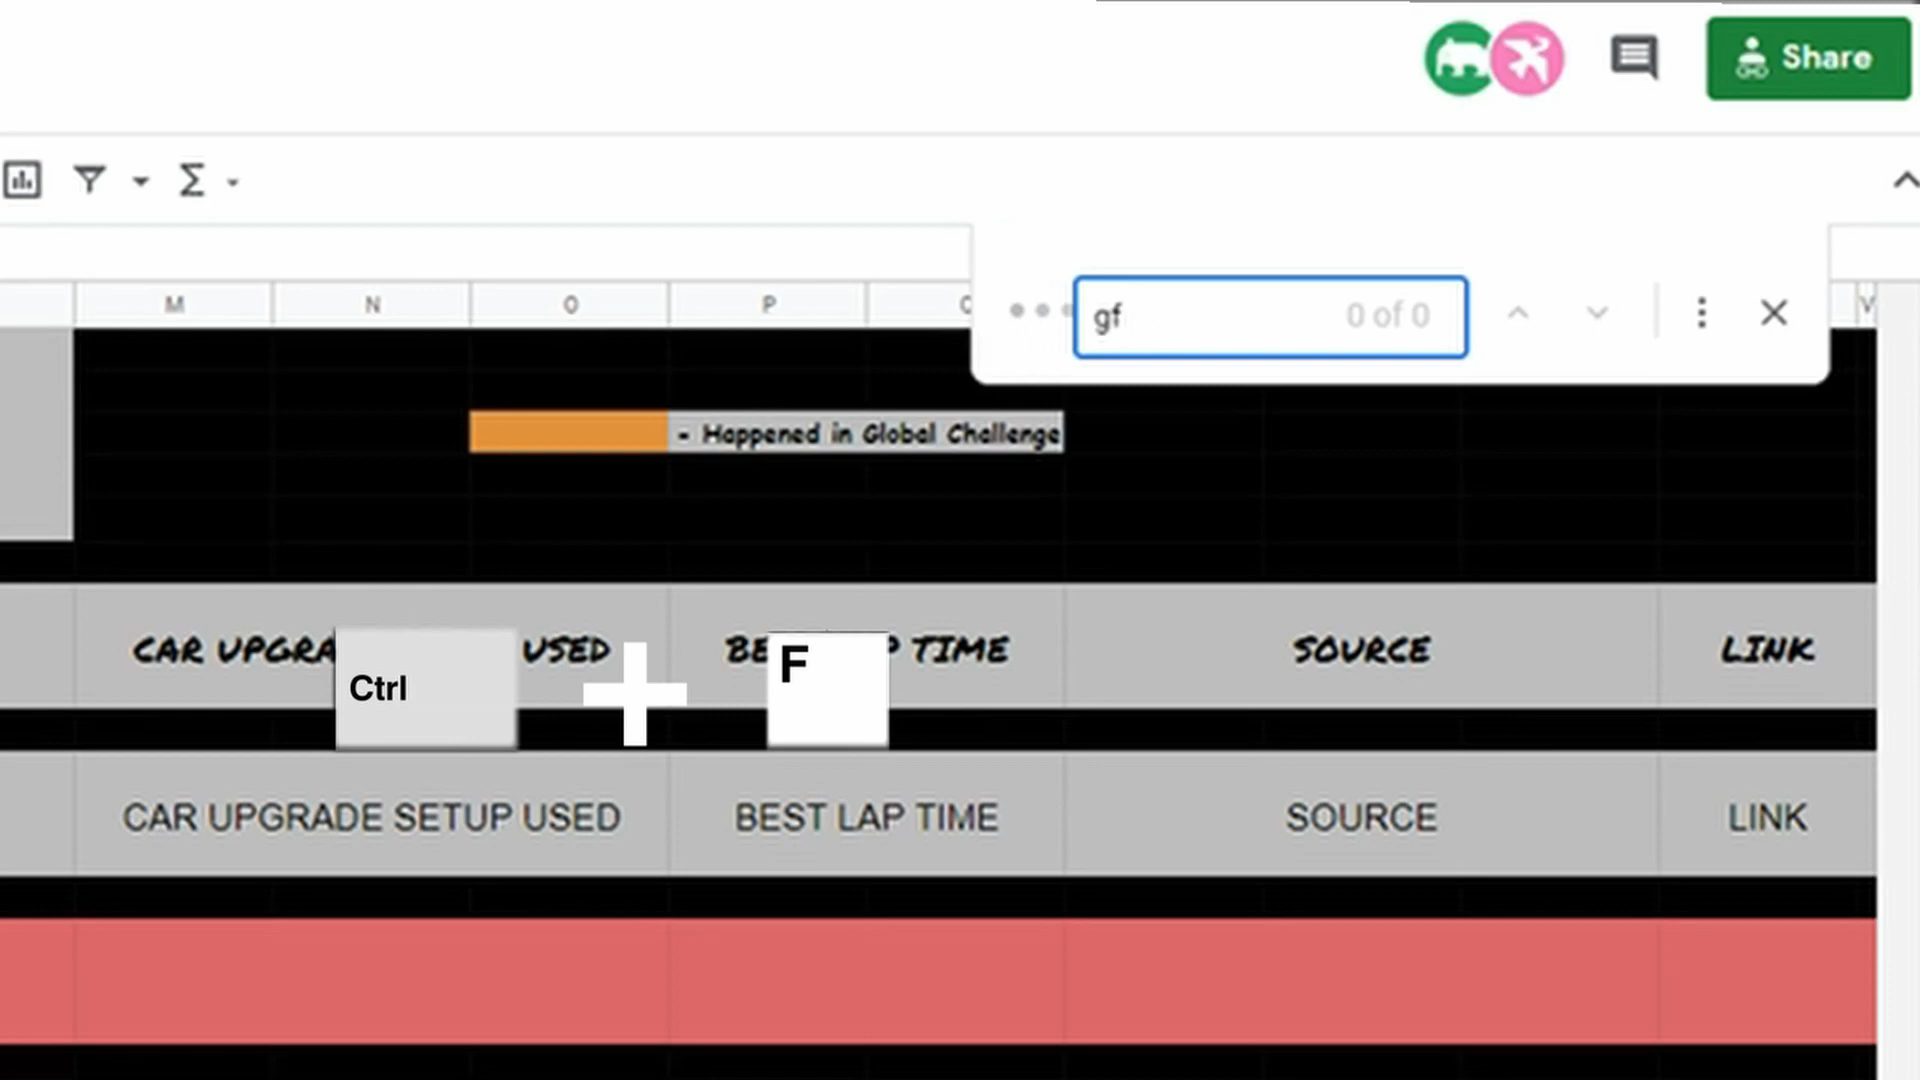 Share
M N O P
gf 0 of 0
- Happened in Global Challenge
CAR UPGRA USED BE P TIME SOURCE LINK
Ctrl F
CAR UPGRADE SETUP USED BEST LAP TIME SOURCE LINK